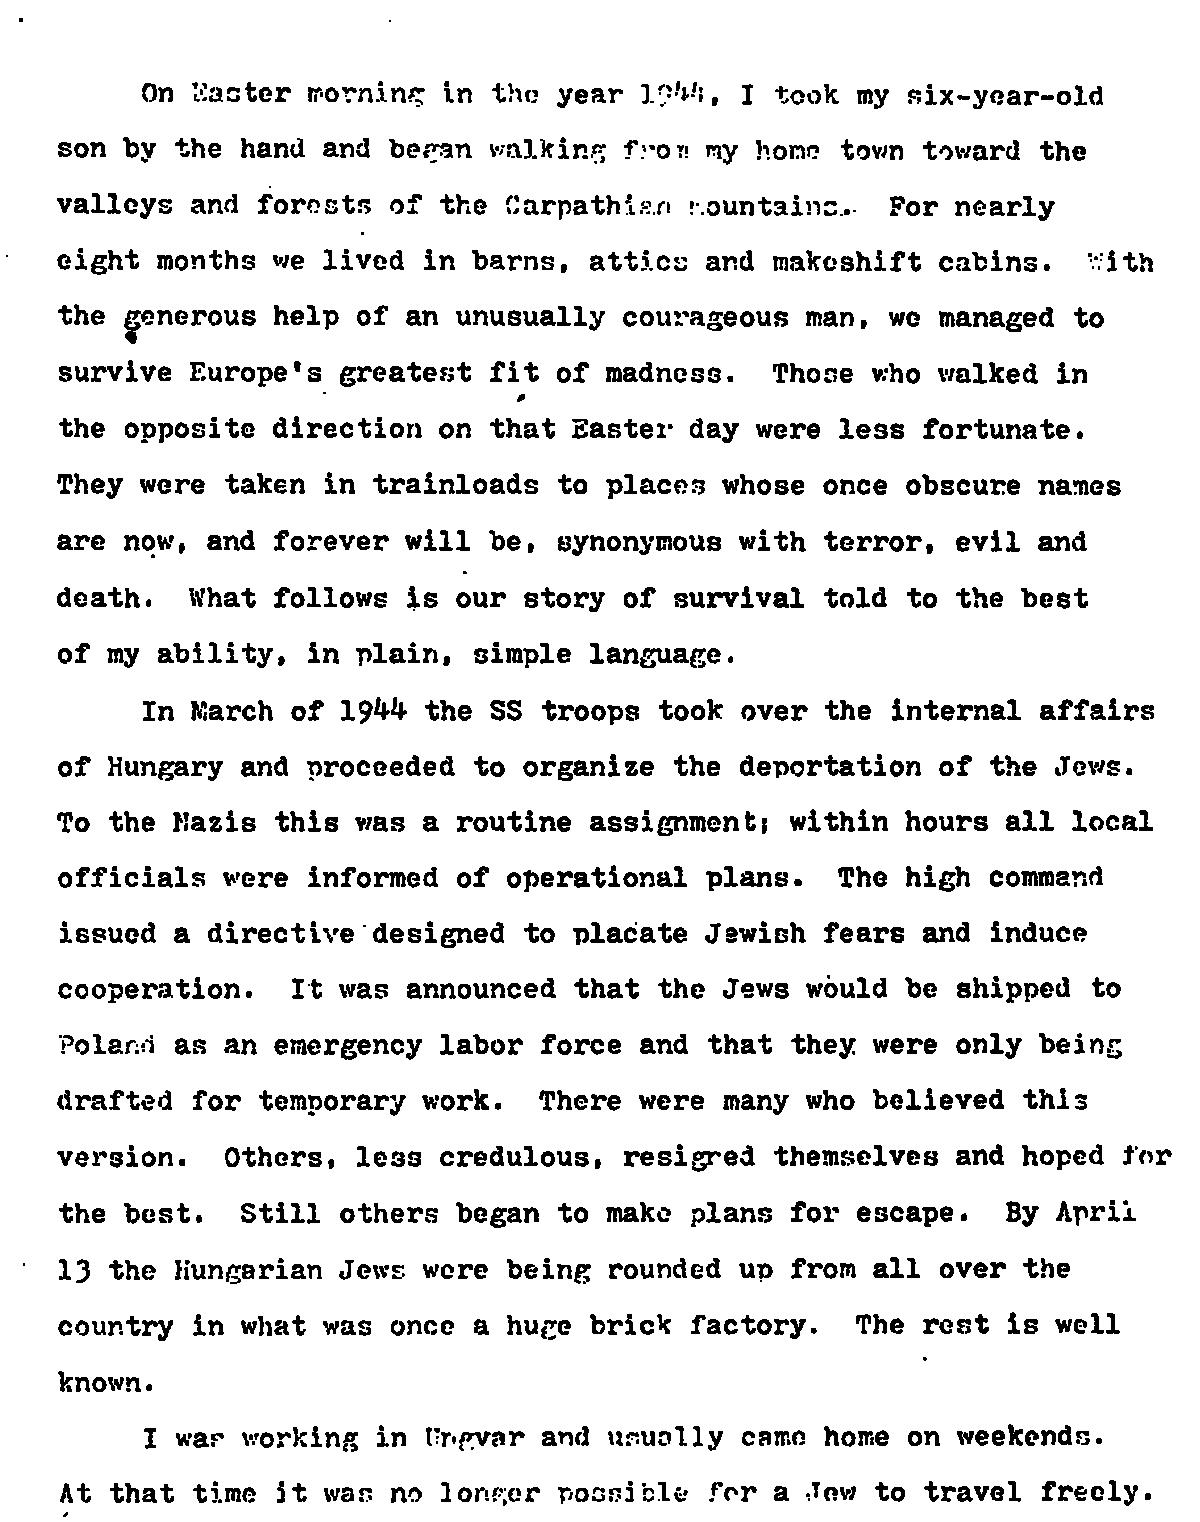 On Easter morning in the year 1944, I took my six-year-old
son by the hand and began walking from my home town toward the
valleys and forests of the Carpathian mountains. For nearly
eight months we lived in barns, attics and makeshift cabins. With
the generous help of an unusually courageous man, we managed to
survive Europe's greatest fit of madness. Those who walked in
the opposite direction on that Easter day were less fortunate.
They were taken in trainloads to places whose once obscure names
are now, and forever will be, synonymous with terror, evil and
death. What follows is our story of survival told to the best
of my ability, in plain, simple language.
In March of 1944 the SS troops took over the internal affairs
of Hungary and proceeded to organize the deportation of the Jews.
To the Nazis this was a routine assignment; within hours all local
officials were informed of operational plans. The high command
issued a directive designed to placate Jewish fears and induce
cooperation. It was announced that the Jews would be shipped to
Poland as an emergency labor force and that they were only being
drafted for temporary work. There were many who believed this
version. Others, less credulous, resigned themselves and hoped for
the best. Still others began to make plans for escape. By April
13 the Hungarian Jews were being rounded up from all over the
country in what was once a huge brick factory. The rest is well
known.
I was working in Ungvar and usually came home on weekends.
At that time it was no longer possible for a Jew to travel freely.